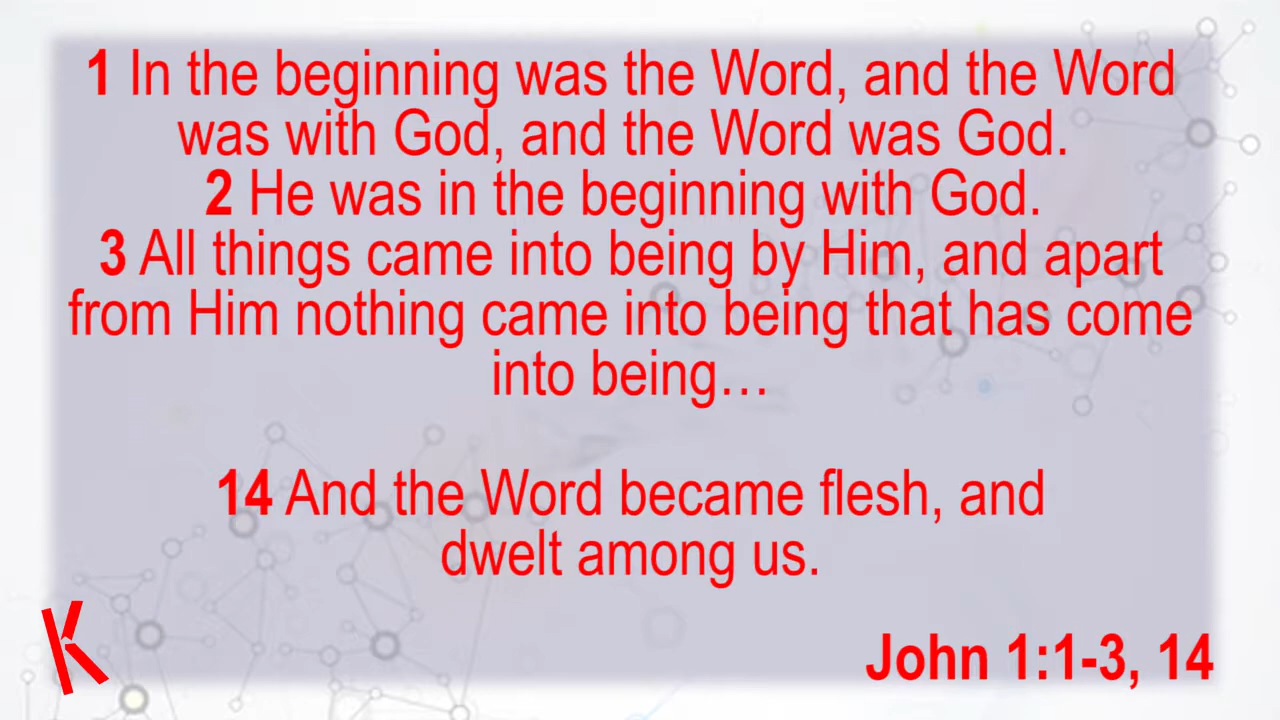 1 In the beginning was the Word, and the Word
was with God, and the Word was God.
2 He was in the beginning with God.
3 All things came into being by Him, and apart
from Him nothing came into being that has come
into being…
14 And the Word became flesh, and
dwelt among us.
K
John 1:1-3, 14